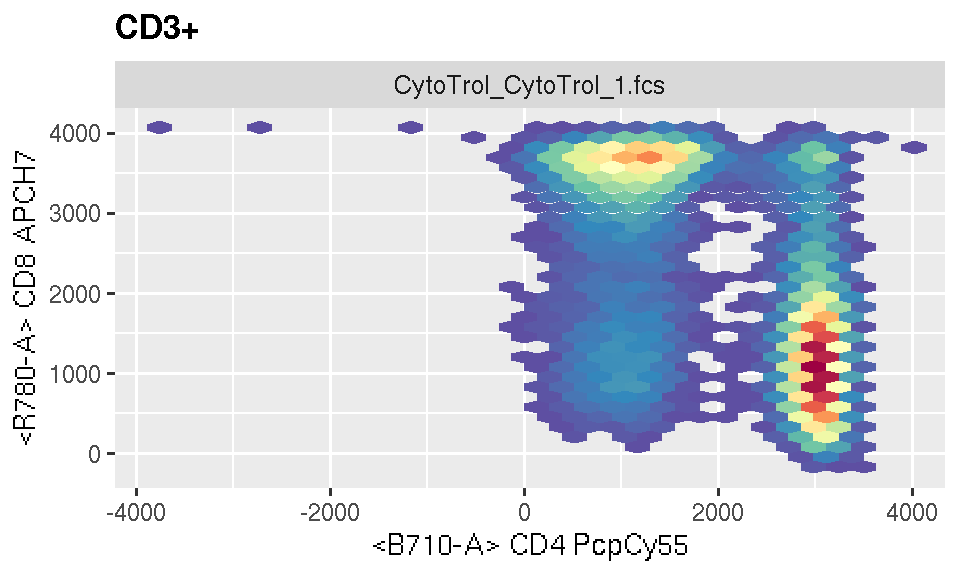 CD3+
CytoTrol_CytoTrol_1.fcs
4000
3000
2000
1000
0
<R780-A> CD8 APCH7
-4000 -2000 0 2000 4000
<B710-A> CD4 PcpCy55